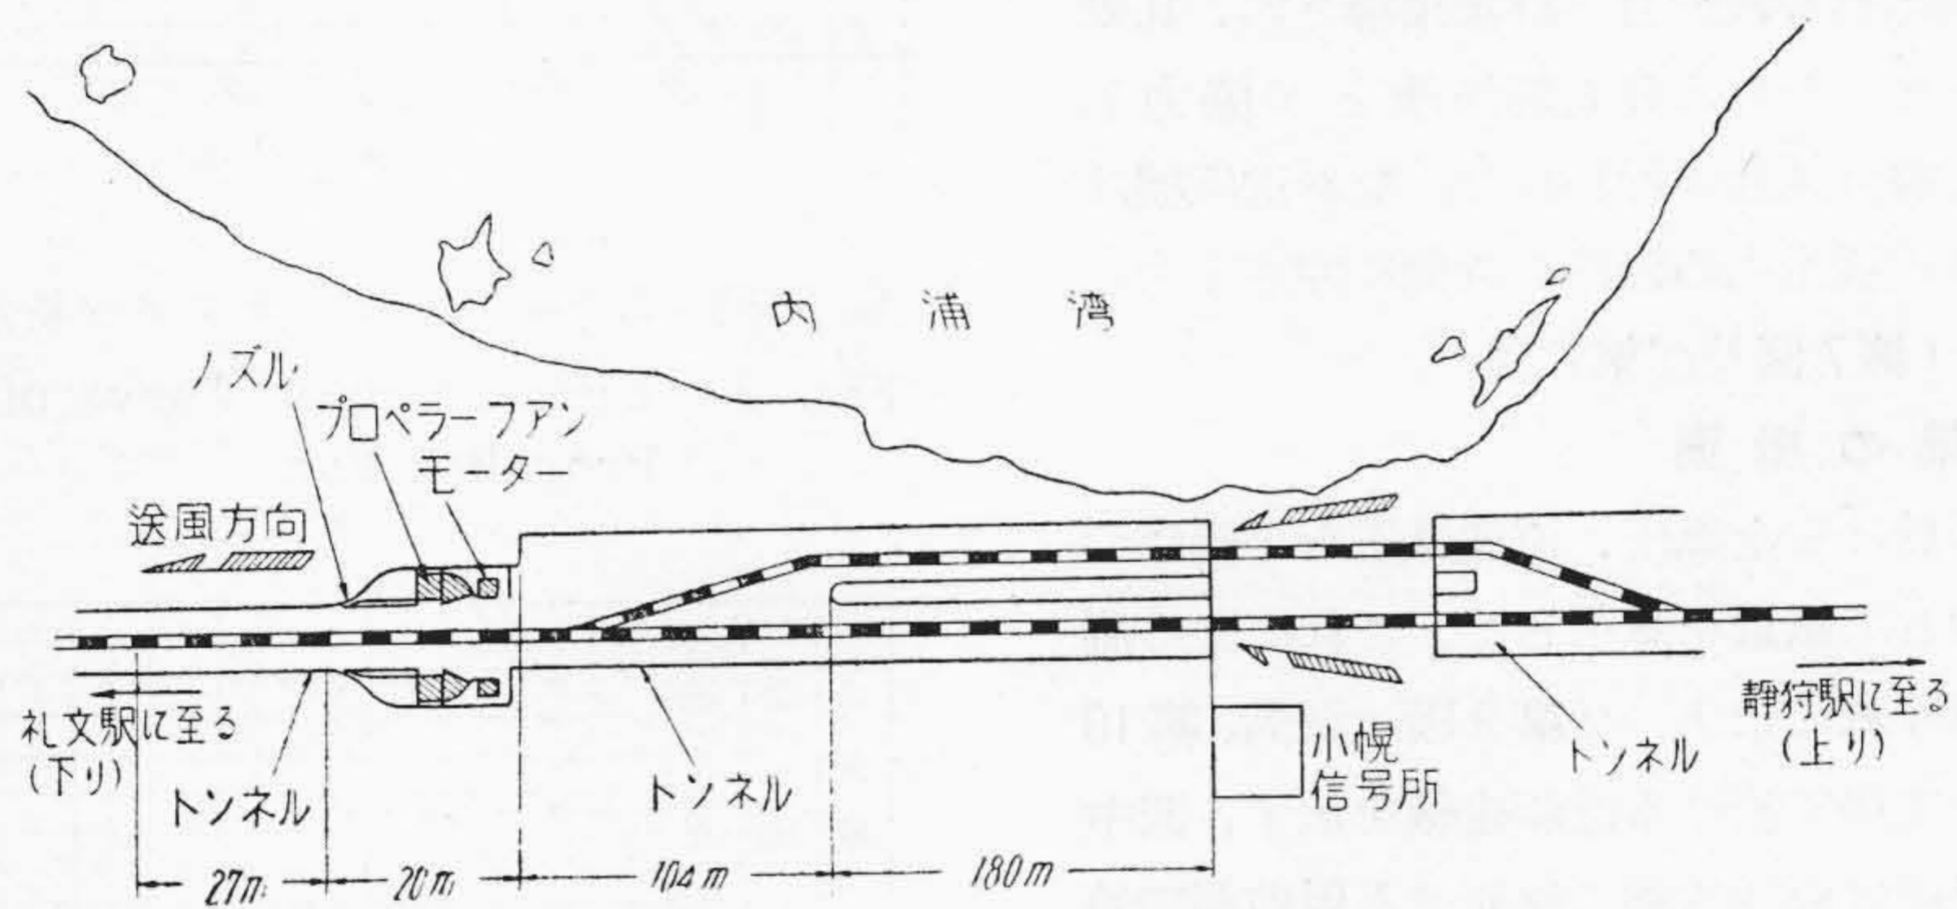 内浦湾
ノズル
プロペラーファン
モーター
送風方向
礼文駅に至る
(下り)
トンネル
トンネル
小幌
信号所
トンネル
静狩駅に至る
(上り)
27m
20m
104m
180m